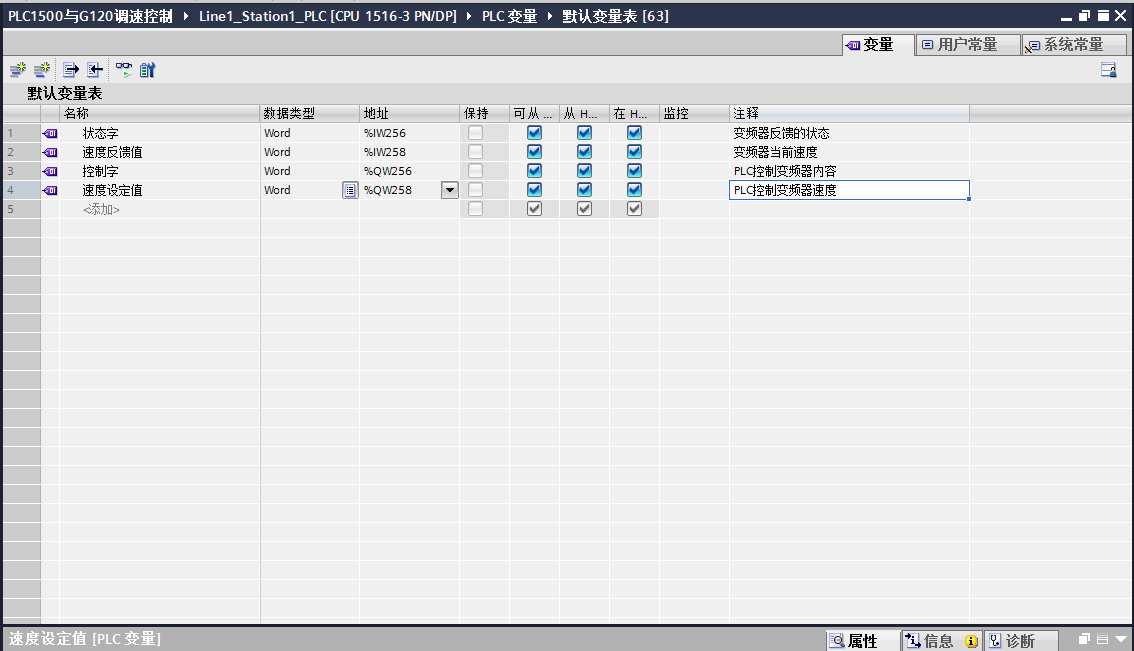 PLC1500与G120调速控制 ▸ Line1_Station1_PLC [CPU 1516-3 PN/DP] ▸ PLC 变量 ▸ 默认变量表 [63]
变量 用户常量 系统常量
默认变量表
名称 数据类型 地址 保持 可从 ... 从 H... 在 H... 监控 注释
1 状态字 Word %IW256 变频器反馈的状态
2 速度反馈值 Word %IW258 变频器当前速度
3 控制字 Word %QW256 PLC控制变频器内容
4 速度设定值 Word %QW258 PLC控制变频器速度
5 <添加>
速度设定值 [PLC 变量] 属性 信息 诊断